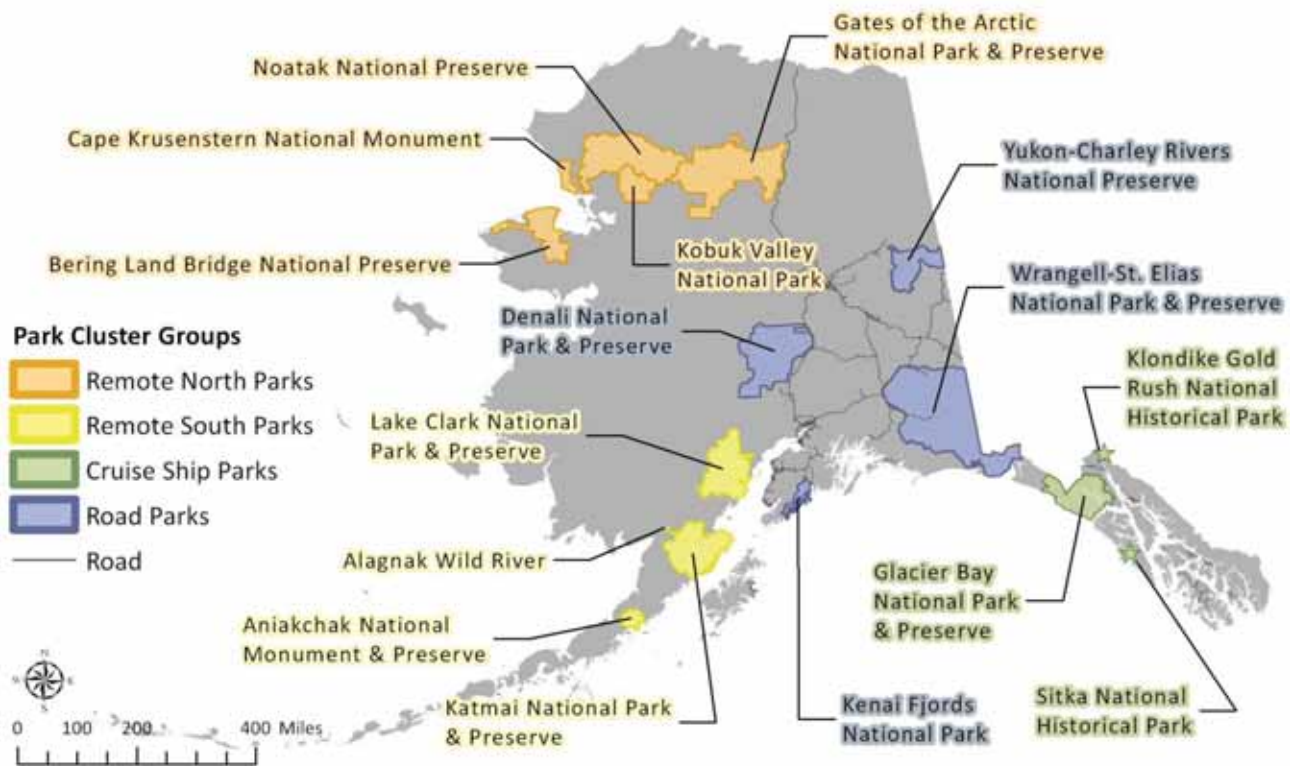 Gates of the Arctic
National Park & Preserve
Noatak National Preserve
Cape Krusenstern National Monument
Yukon-Charley Rivers
National Preserve
Bering Land Bridge National Preserve
Kobuk Valley
National Park
Wrangell-St. Elias
National Park & Preserve
Denali National
Park & Preserve
Park Cluster Groups
Remote North Parks
Remote South Parks
Cruise Ship Parks
Road Parks
Road
Klondike Gold
Rush National
Historical Park
Lake Clark National
Park & Preserve
Alagnak Wild River
Glacier Bay
National Park
& Preserve
Aniakchak National
Monument & Preserve
Katmai National Park
& Preserve
Kenai Fjords
National Park
Sitka National
Historical Park
N
W
E
S
0 100 200 400 Miles